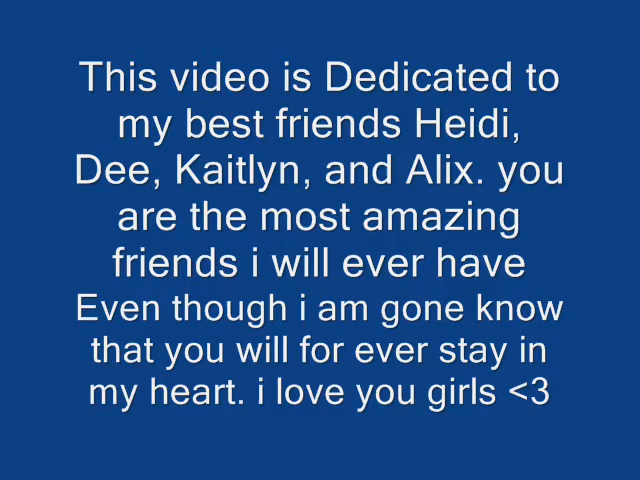 This video is Dedicated to
my best friends Heidi,
Dee, Kaitlyn, and Alix. you
are the most amazing
friends i will ever have
Even though i am gone know
that you will for ever stay in
my heart. i love you girls <3